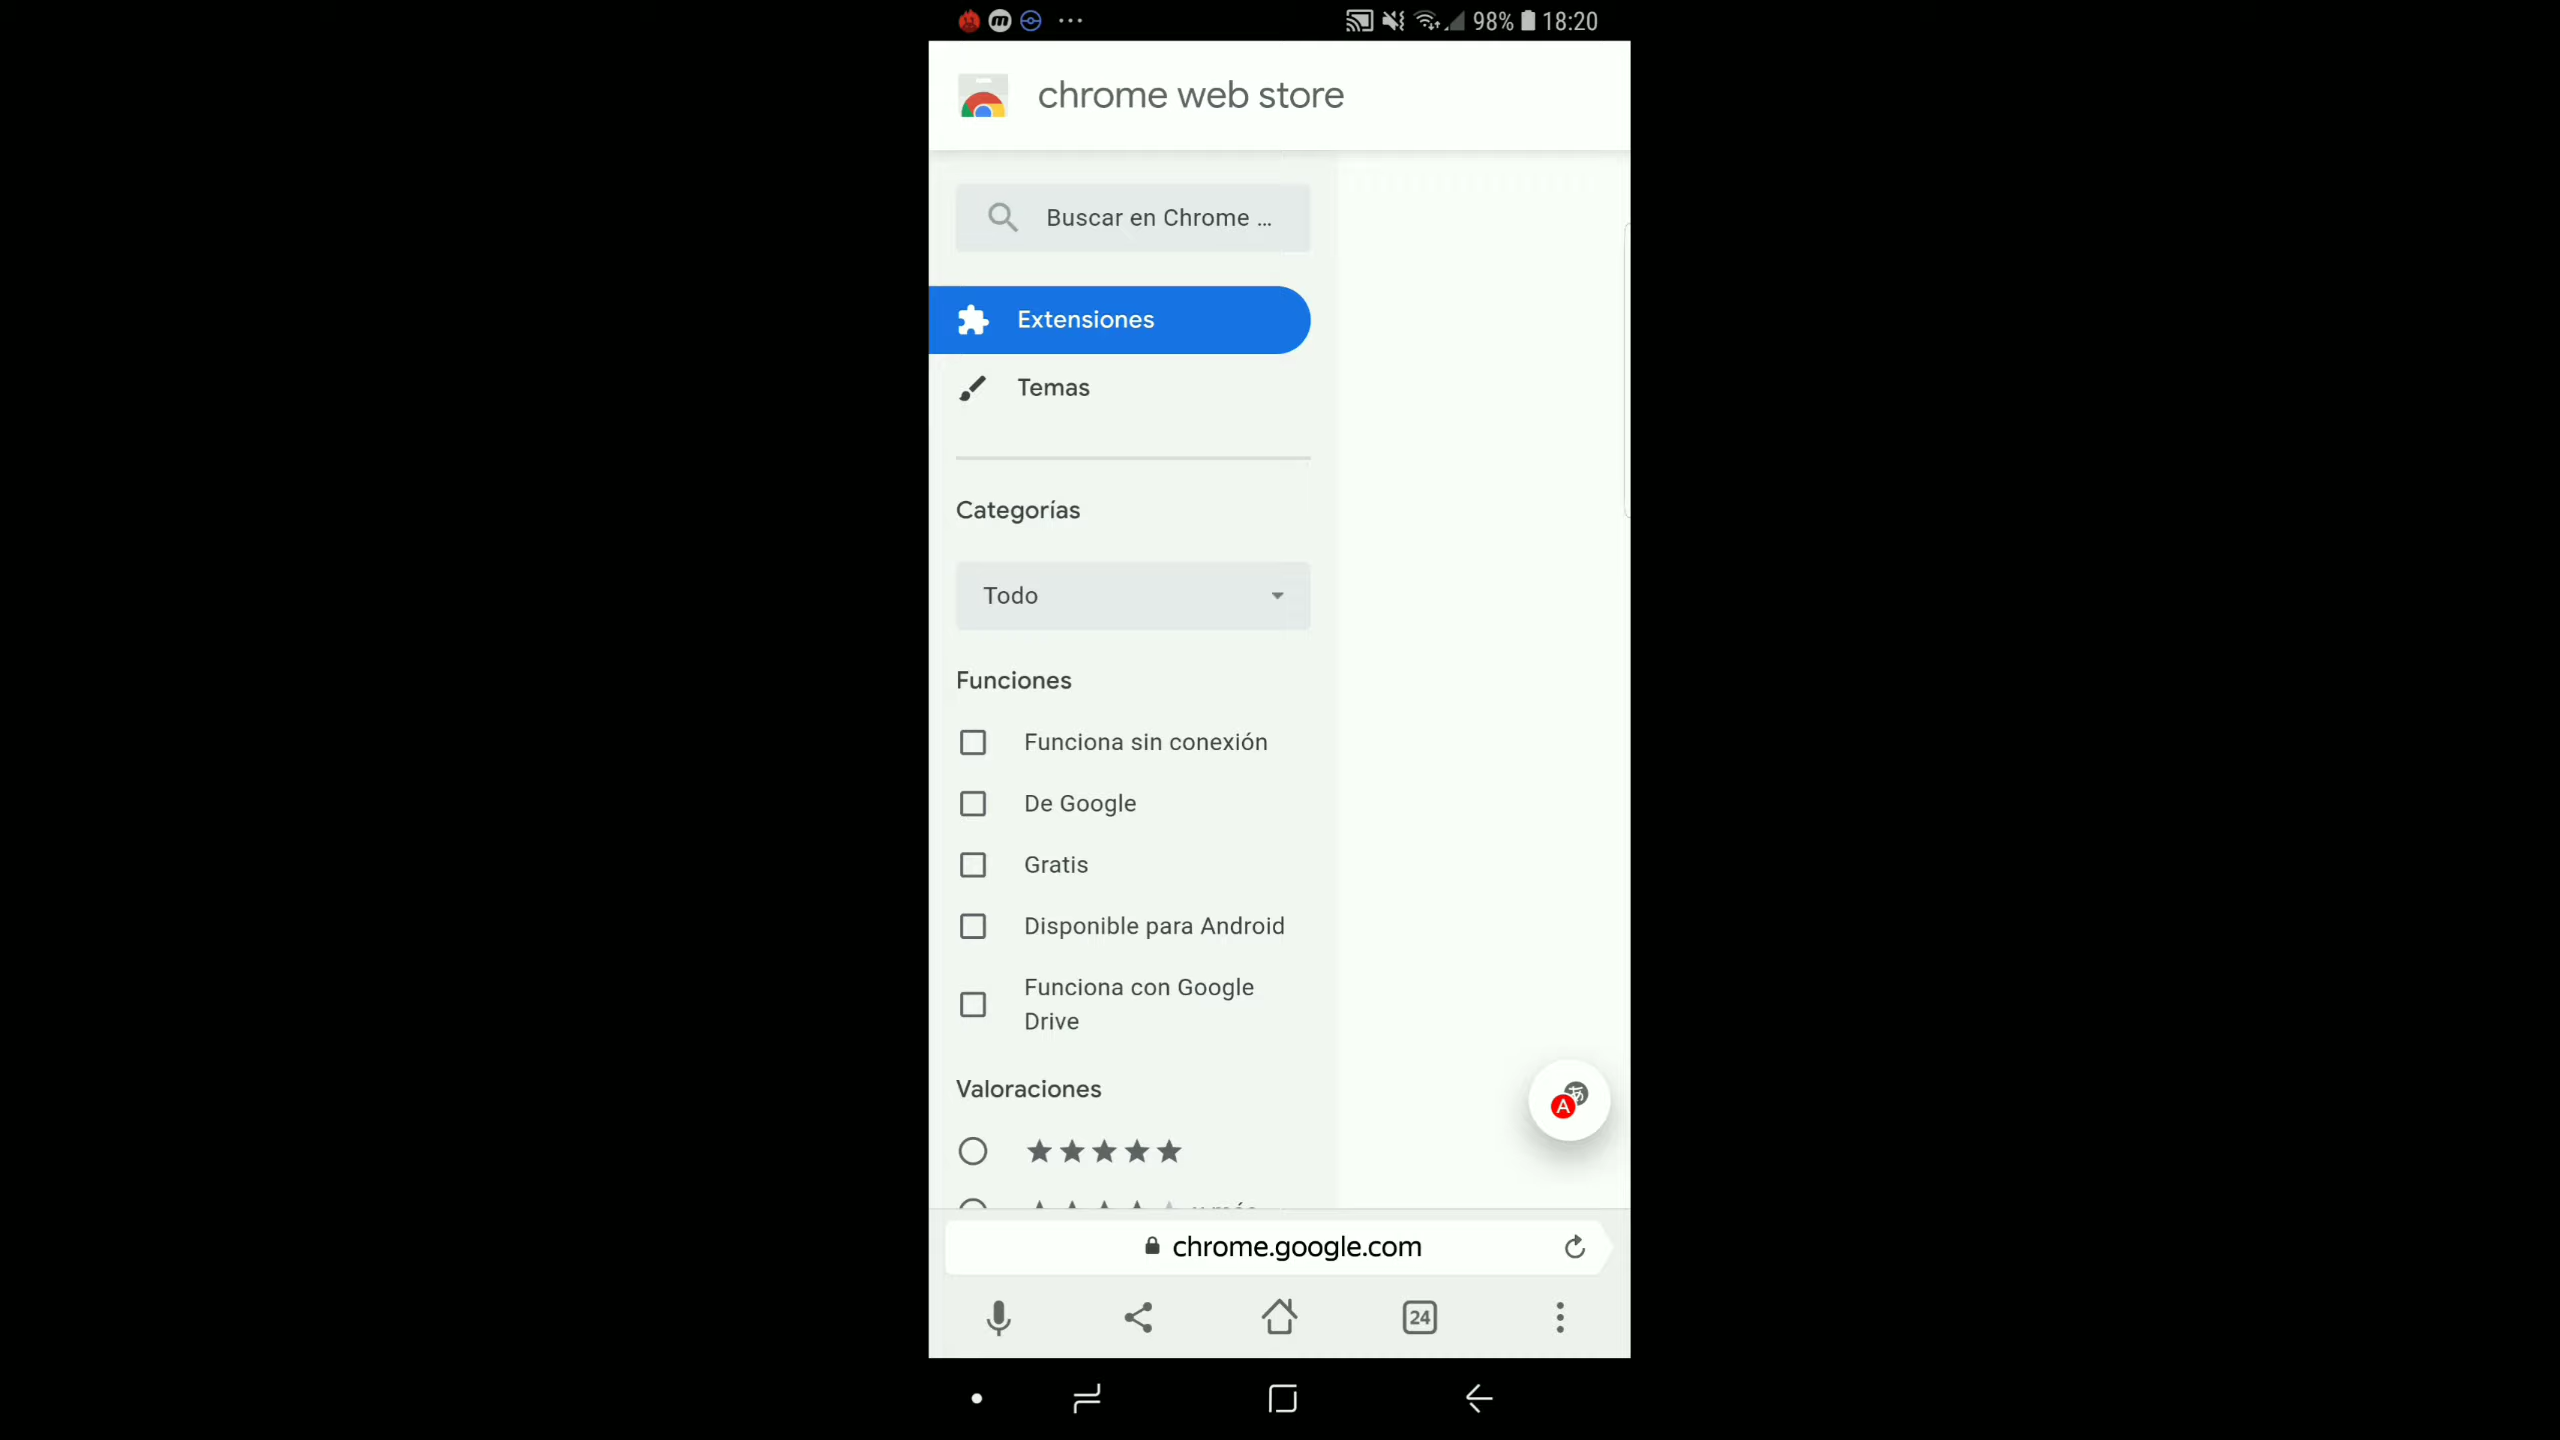 98% 18:20
chrome web store
Buscar en Chrome ...
Extensiones
Temas
Categorías
Todo
Funciones
Funciona sin conexión
De Google
Gratis
Disponible para Android
Funciona con Google
Drive
Valoraciones
A あ
chrome.google.com
24